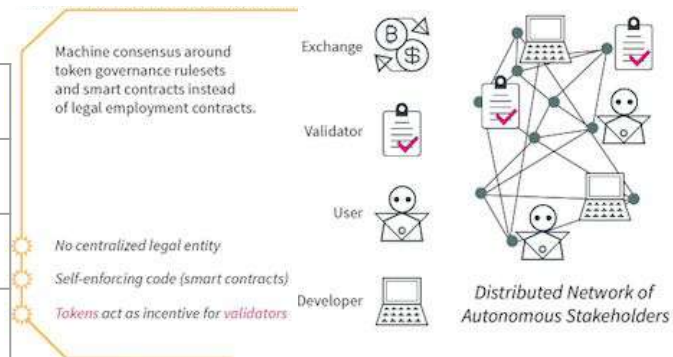 Machine consensus around
token governance rulesets
and smart contracts instead
of legal employment contracts.
No centralized legal entity
Self-enforcing code (smart contracts)
Tokens act as incentive for validators
Exchange
B
$
Validator
User
Developer
Distributed Network of
Autonomous Stakeholders